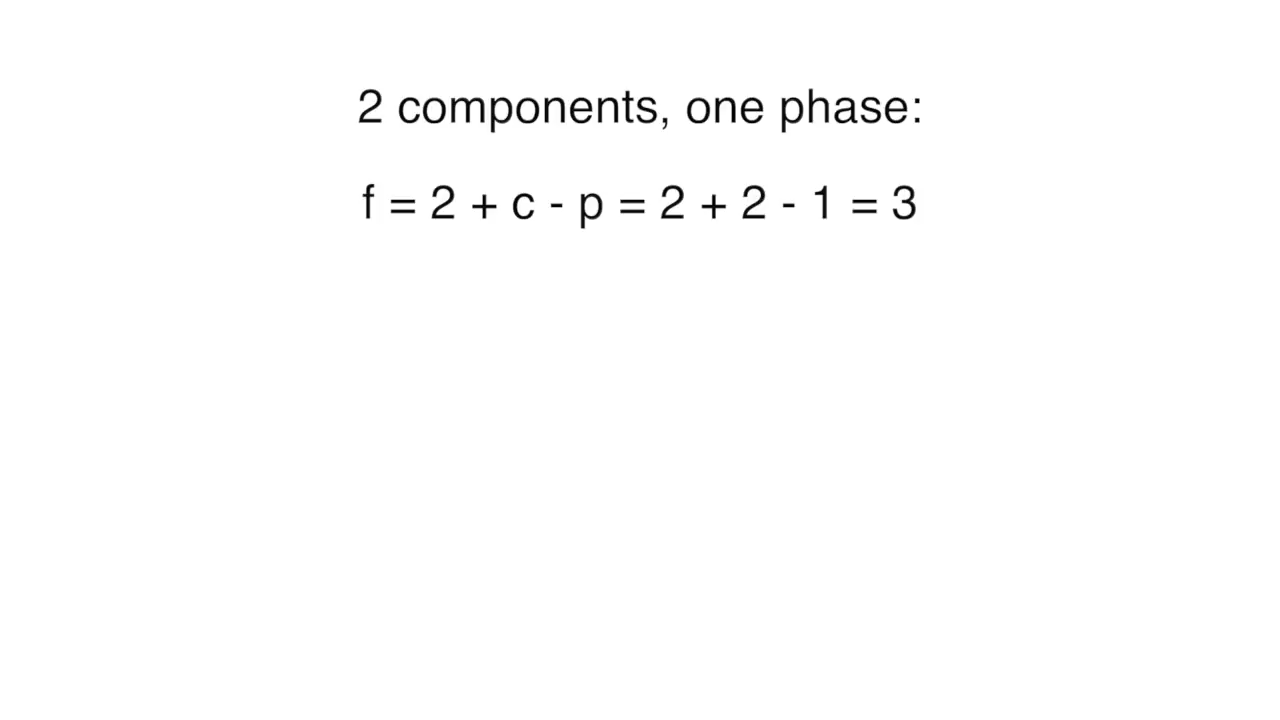 2 components, one phase:
f = 2 + c - p = 2 + 2 - 1 = 3